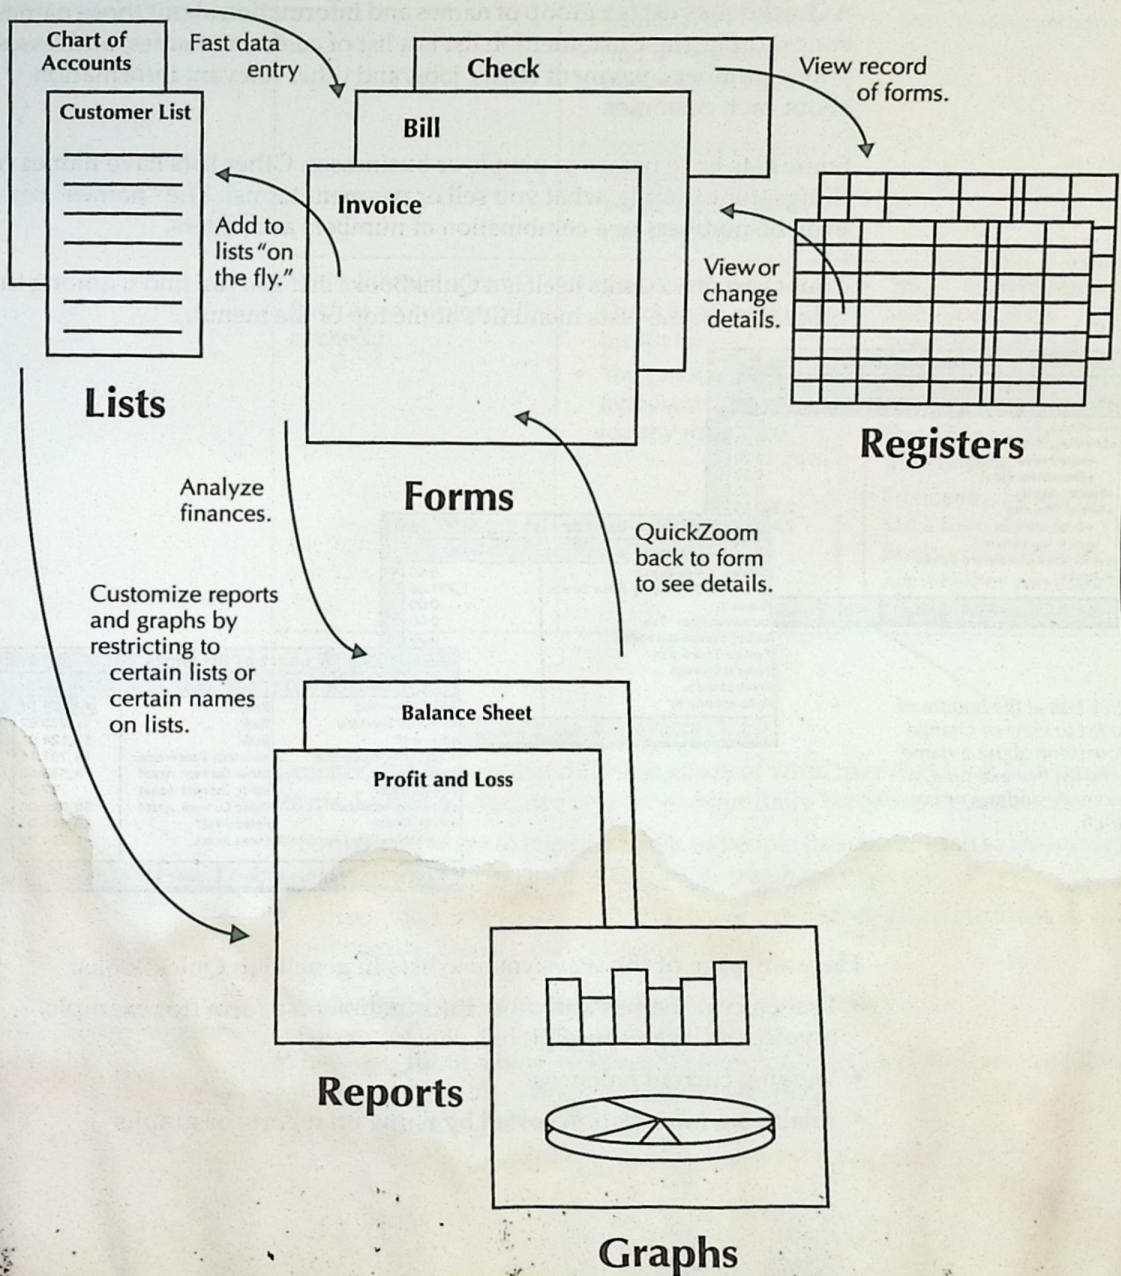 Chart of
Accounts
Customer List
Fast data
entry
Check
Bill
Invoice
View record
of forms.
Add to
lists “on
the fly.”
View or
change
details.
Lists
Registers
Forms
Analyze
finances.
QuickZoom
back to form
to see details.
Customize reports
and graphs by
restricting to
certain lists or
certain names
on lists.
Balance Sheet
Profit and Loss
Reports
Graphs